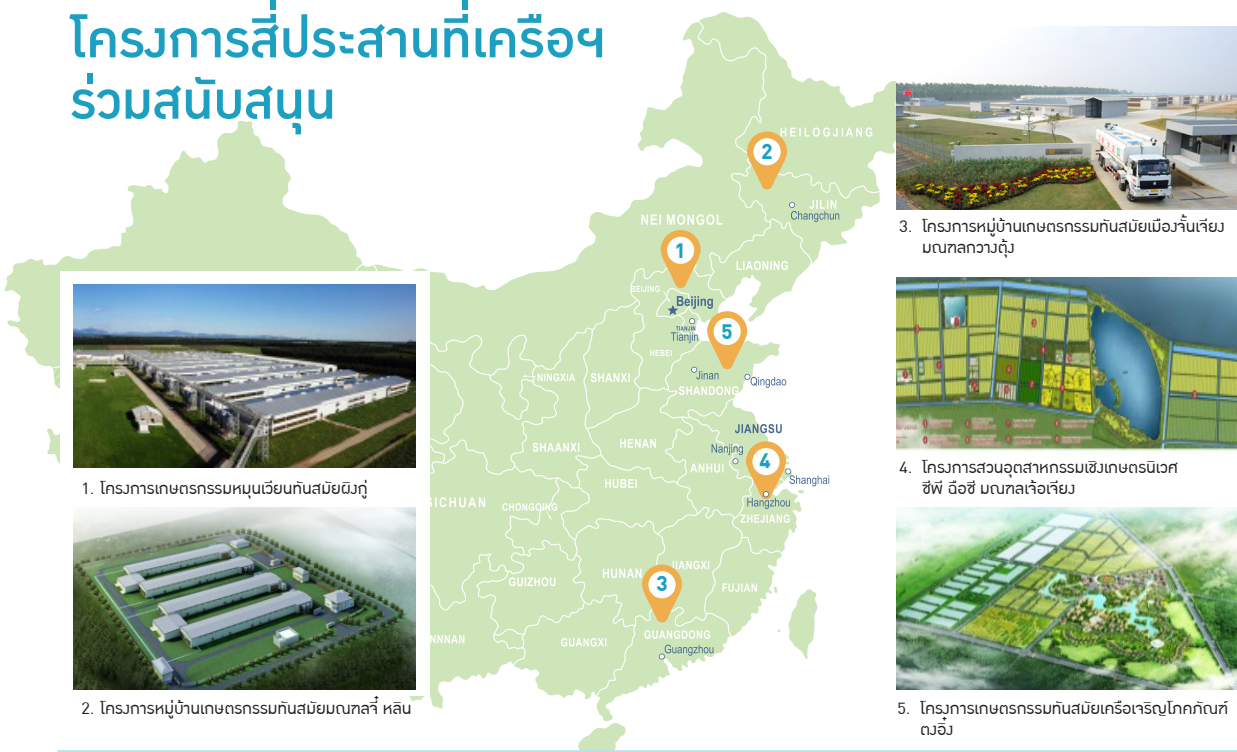 โครงการสี่ประสานที่เครือฯ
ร่วมสนับสนุน
HEILOGJIANG
2
JILIN
Changchun
NEI MONGOL
1
LIAONING
BEIJING
Beijing
TIANJIN
Tianjin
5
HEBEI
Jinan
Qingdao
NINGXIA
SHANXI
SHANDONG
JIANGSU
SHAANXI
HENAN
Nanjing
ANHUI
4
Shanghai
HUBEI
Hangzhou
ICHUAN
CHONGQING
ZHEJIANG
HUNAN
JIANGXI
3
GUIZHOU
FUJIAN
NNNAN
GUANGXI
GUANGDONG
Guangzhou
1. โครงการเกษตรกรรมหมุนเวียนทันสมัยผิงกู่
2. โครงการหมู่บ้านเกษตรกรรมทันสมัยมณฑลจี๋ หลิน
3. โครงการหมู่บ้านเกษตรกรรมทันสมัยเมืองจั้นเจียง
มณฑลกวางตุ้ง
4. โครงการสวนอุตสาหกรรมเชิงเกษตรนิเวศ
ซีพี ฉือซี มณฑลเจ้อเจียง
5. โครงการเกษตรกรรมทันสมัยเครือเจริญโภคภัณฑ์
ตงอิ๋ง